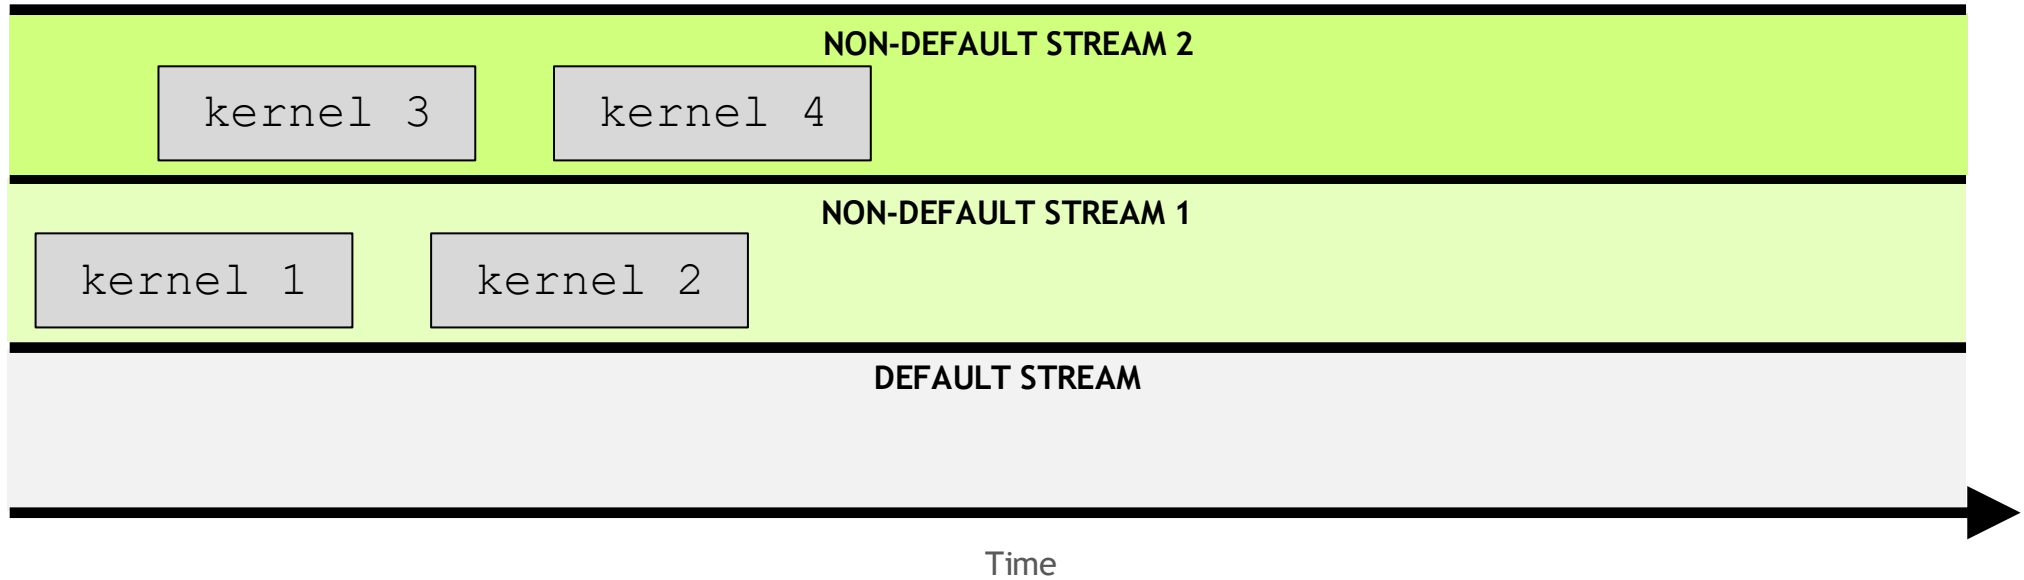 NON-DEFAULT STREAM 2
kernel 3
kernel 4
NON-DEFAULT STREAM 1
kernel 1
kernel 2
DEFAULT STREAM
Time